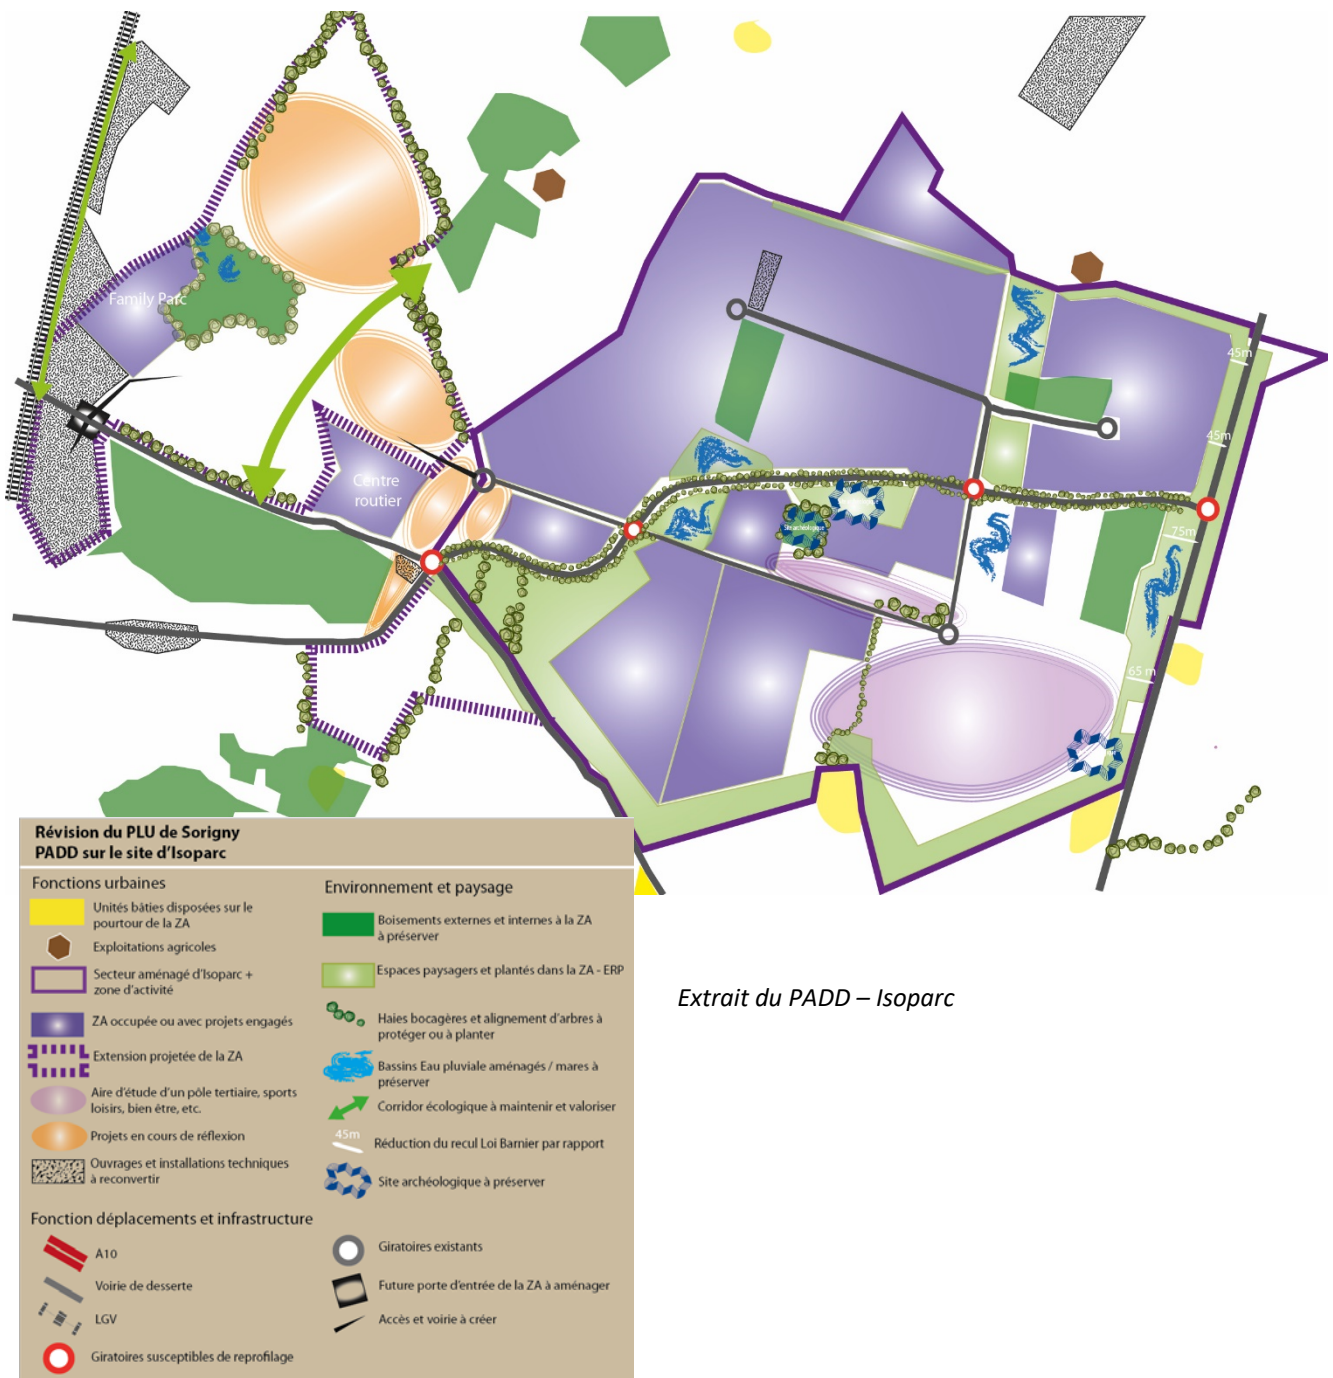 Family Parc
Centre
routier
Site archéologique
45m
45m
75m
65 m
Révision du PLU de Sorigny
PADD sur le site d'Isoparc
Fonctions urbaines
Unités bâties disposées sur le
pourtour de la ZA
Exploitations agricoles
Secteur aménagé d'Isoparc +
zone d'activité
ZA occupée ou avec projets engagés
Extension projetée de la ZA
Aire d'étude d'un pôle tertiaire, sports
loisirs, bien être, etc.
Projets en cours de réflexion
Ouvrages et installations techniques
à reconvertir
Environnement et paysage
Boisements externes et internes à la ZA
à préserver
Espaces paysagers et plantés dans la ZA - ERP
Haies bocagères et alignement d'arbres à
protéger ou à planter
Bassins Eau pluviale aménagés / mares à
préserver
Corridor écologique à maintenir et valoriser
45m
Réduction du recul Loi Barnier par rapport
Site archéologique à préserver
Fonction déplacements et infrastructure
A10
Voirie de desserte
LGV
Giratoires susceptibles de reprofilage
Giratoires existants
Future porte d'entrée de la ZA à aménager
Accès et voirie à créer
Extrait du PADD – Isoparc